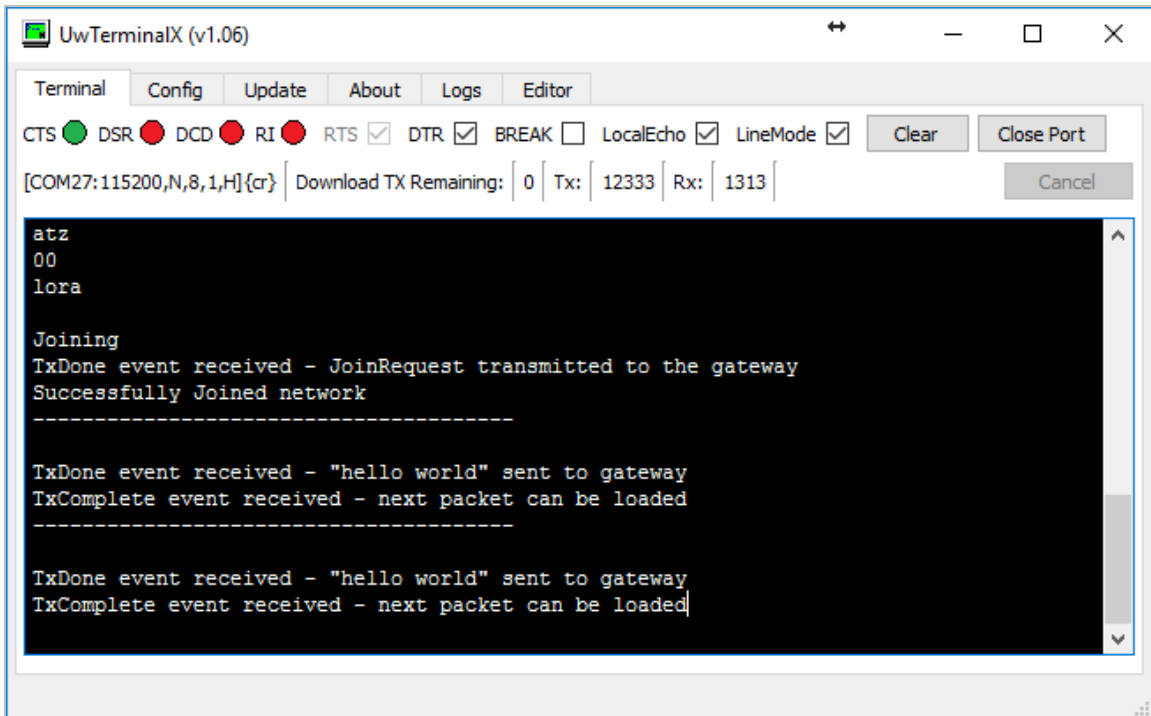 UwTerminalX (v1.06)
Terminal Config Update About Logs Editor
CTS DSR DCD RI RTS DTR BREAK LocalEcho LineMode Clear Close Port
[COM27:115200,N,8,1,H]{cr} Download TX Remaining: 0 Tx: 12333 Rx: 1313 Cancel
atz
00
lora
Joining
TxDone event received - JoinRequest transmitted to the gateway
Successfully Joined network
---------------------------------------
TxDone event received - "hello world" sent to gateway
TxComplete event received - next packet can be loaded
---------------------------------------
TxDone event received - "hello world" sent to gateway
TxComplete event received - next packet can be loaded